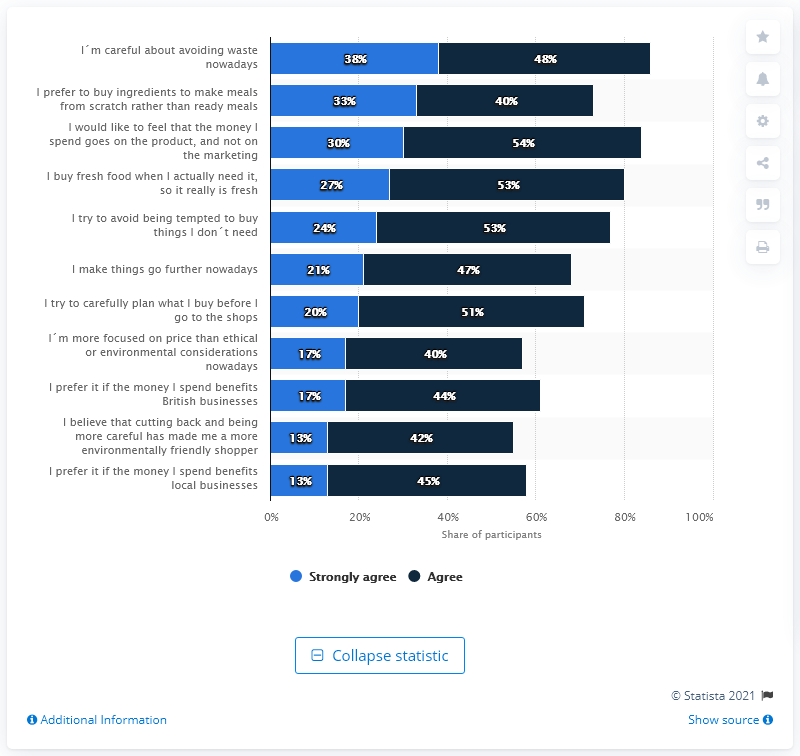 I´m careful about avoiding waste
nowadays
38% 48%
I prefer to buy ingredients to make meals
from scratch rather than ready meals
33% 40%
I would like to feel that the money I
spend goes on the product, and not on
the marketing
30% 54%
I buy fresh food when I actually need it,
so it really is fresh
27% 53%
I try to avoid being tempted to buy
things I don´t need
24% 53%
I make things go further nowadays
21% 47%
I try to carefully plan what I buy before I
go to the shops
20% 51%
I´m more focused on price than ethical
or environmental considerations
nowadays
17% 40%
I prefer it if the money I spend benefits
British businesses
17% 44%
I believe that cutting back and being
more careful has made me a more
environmentally friendly shopper
13% 42%
I prefer it if the money I spend benefits
local businesses
13% 45%
0% 20% 40% 60% 80% 100%
Share of participants
Strongly agree Agree
Collapse statistic
© Statista 2021
Additional Information
Show source